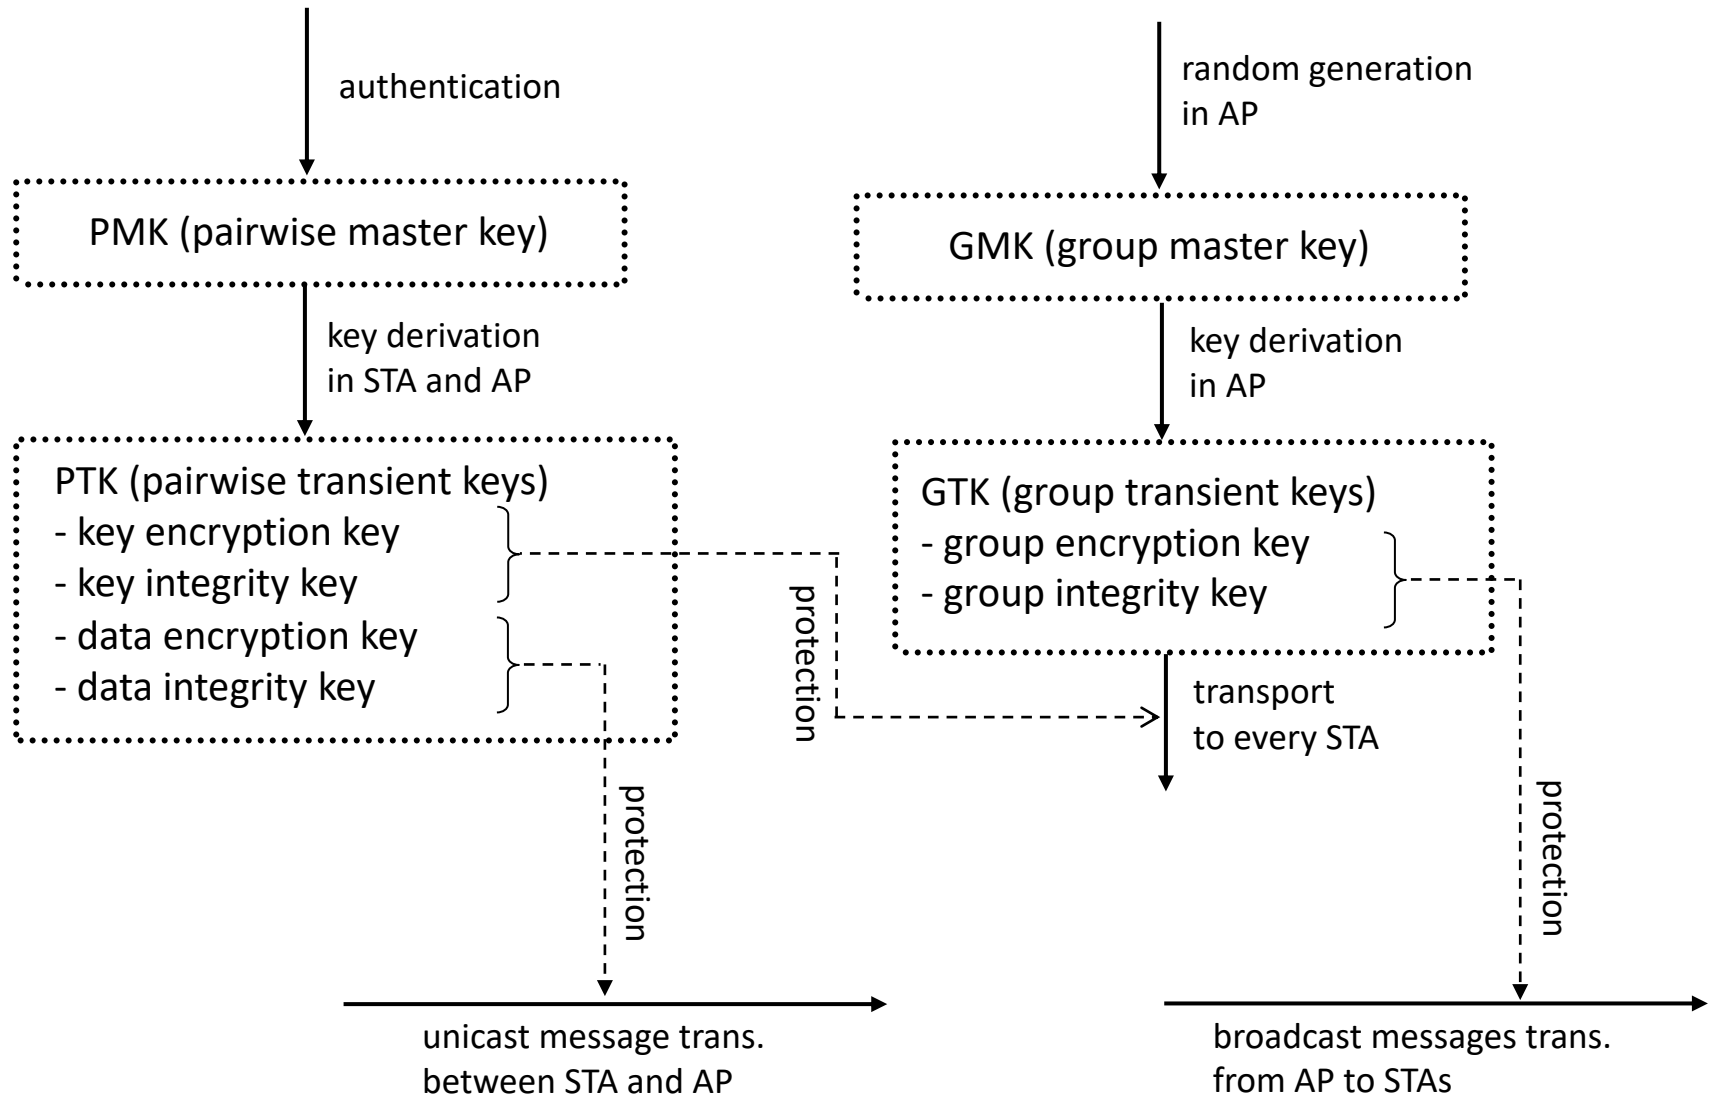 authentication
PMK (pairwise master key)
key derivation
in STA and AP
PTK (pairwise transient keys)
- key encryption key
- key integrity key
- data encryption key
- data integrity key
protection
protection
unicast message trans.
between STA and AP
random generation
in AP
GMK (group master key)
key derivation
in AP
GTK (group transient keys)
- group encryption key
- group integrity key
transport
to every STA
protection
broadcast messages trans.
from AP to STAs